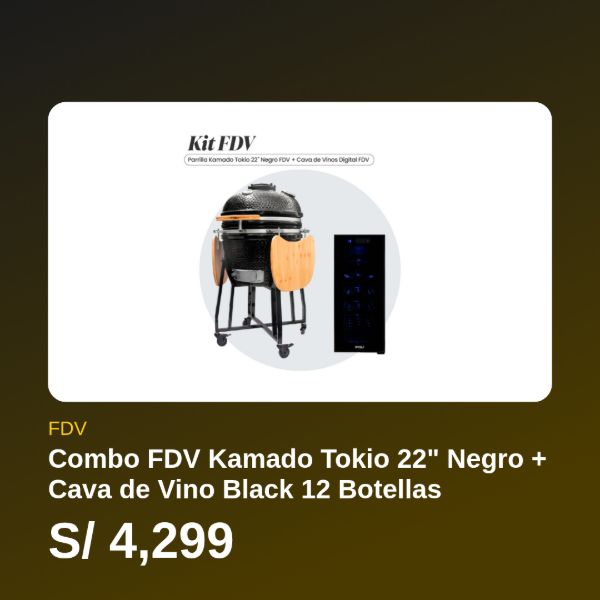 Kit FDV
Parrilla Kamado Tokio 22" Negro FDV + Cava de Vinos Digital FDV
FDV
Combo FDV Kamado Tokio 22" Negro +
Cava de Vino Black 12 Botellas
S/ 4,299